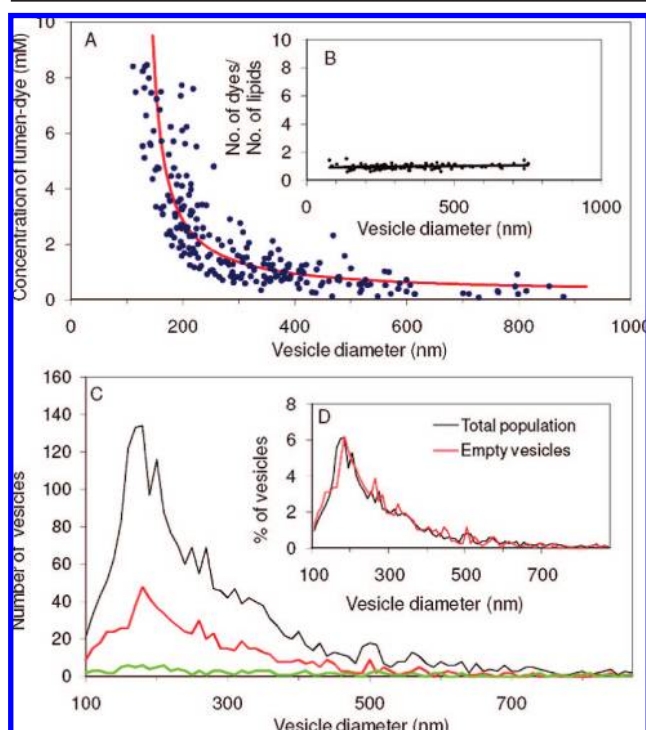 A
B
Concentration of lumen-dye (mM)
10
8
6
4
2
0
0
200
400
600
800
1000
Vesicle diameter (nm)
No. of dyes/
No. of lipids
10
8
6
4
2
0
0
500
1000
Vesicle diameter (nm)
C
D
Number of vesicles
160
140
120
100
80
60
40
20
0
100
300
500
700
Vesicle diameter (nm)
% of vesicles
8
6
4
2
0
100
300
500
700
Vesicle diameter (nm)
Total population
Empty vesicles